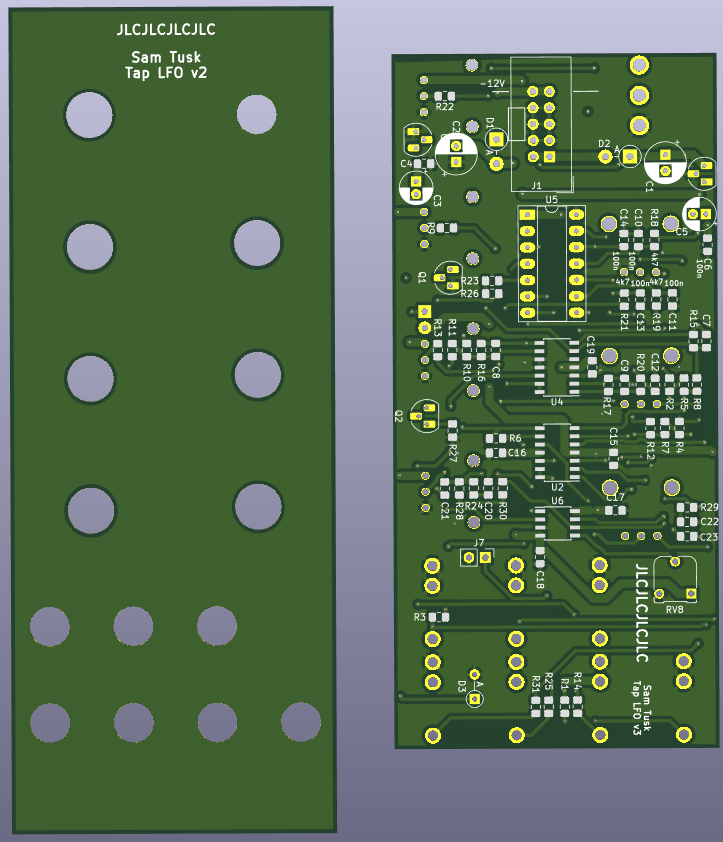 JLCJLCJLCJLC
Sam Tusk
Tap LFO v2
-12V
R22
D1
C2
C4
A
J1
C3
D2
A
C1
U5
R9
C5
C14
C10
R18
C6
100n
100n
100n
4k7
Q1
R23
R26
4k7
100n
4k7
100n
R21
C13
R19
C11
R15
C7
R13
R11
R10
R16
C8
C19
U4
R17
C9
R20
C12
R2
R5
R8
Q2
R27
R6
C16
C15
R12
R7
R4
U2
C21
R28
R24
C20
R30
U6
C17
R29
C22
C23
J7
C18
RV8
R3
JLCJLCJLCJLC
D3
A
R31
R25
R1
R14
Sam Tusk
Tap LFO v3